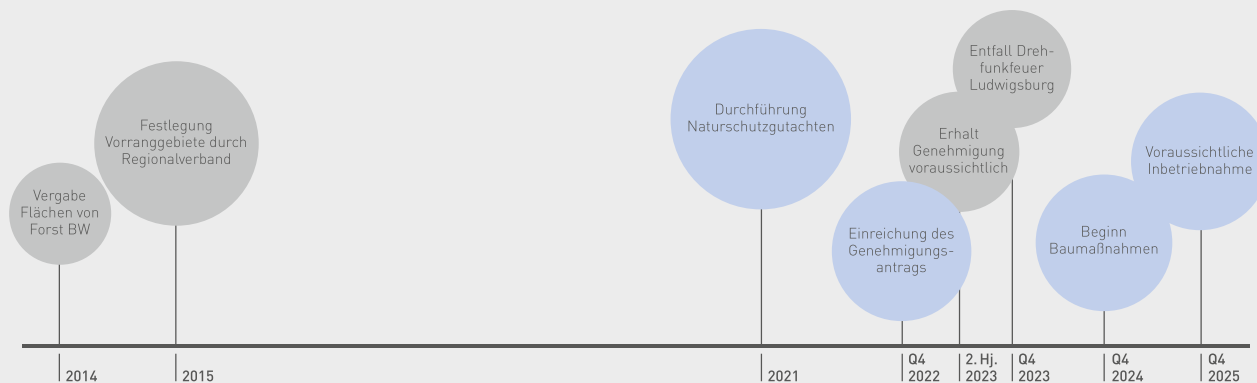 Vergabe
Flächen von
Forst BW
Festlegung
Vorranggebiete durch
Regionalverband
Durchführung
Naturschutzgutachten
Einreichung des
Genehmigungs-
antrags
Erhalt
Genehmigung
voraussichtlich
Entfall Dreh-
funkfeuer
Ludwigsburg
Beginn
Baumaßnahmen
Voraussichtliche
Inbetriebnahme
2014
2015
2021
Q4
2022
2. Hj.
2023
Q4
2023
Q4
2024
Q4
2025